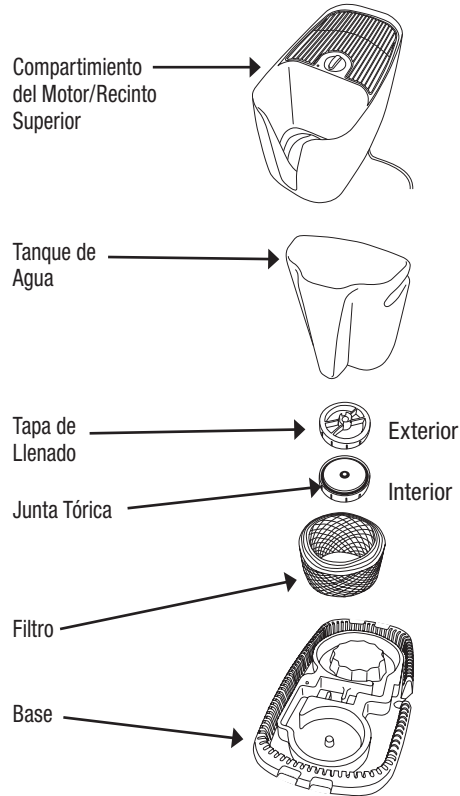 Compartimiento
del Motor/Recinto
Superior
Tanque de
Agua
Tapa de
Llenado
Exterior
Interior
Junta Tórica
Filtro
Base